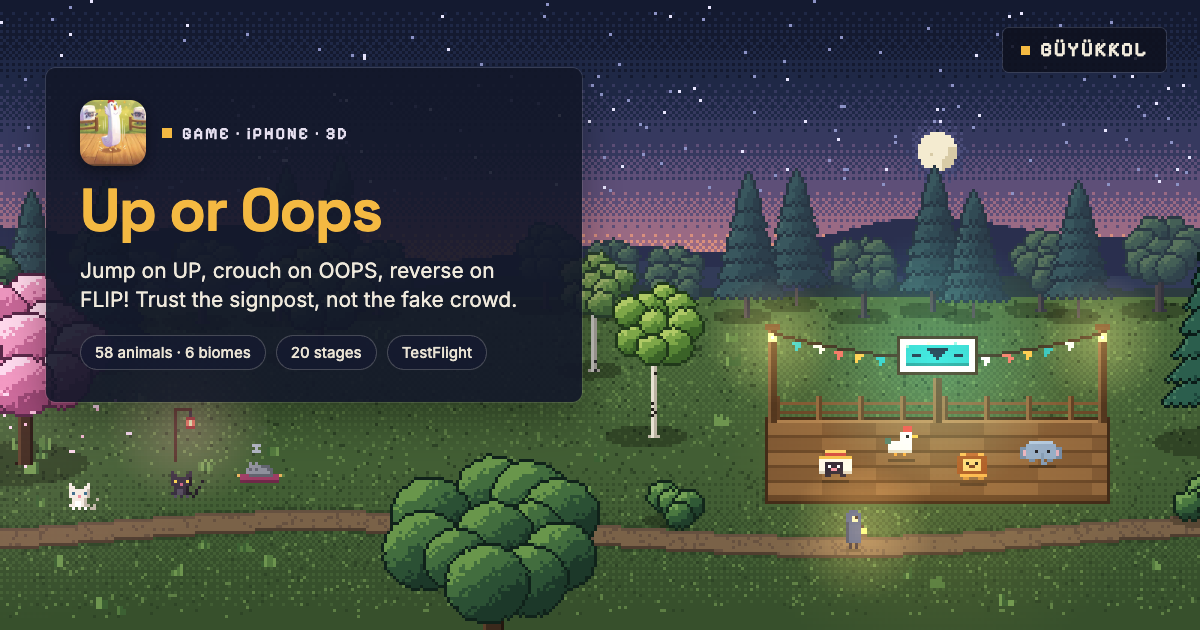 BÜYÜKKOL
GAME · iPHONE · 3D
Up or Oops
Jump on UP, crouch on OOPS, reverse on
FLIP! Trust the signpost, not the fake crowd.
58 animals · 6 biomes
20 stages
TestFlight